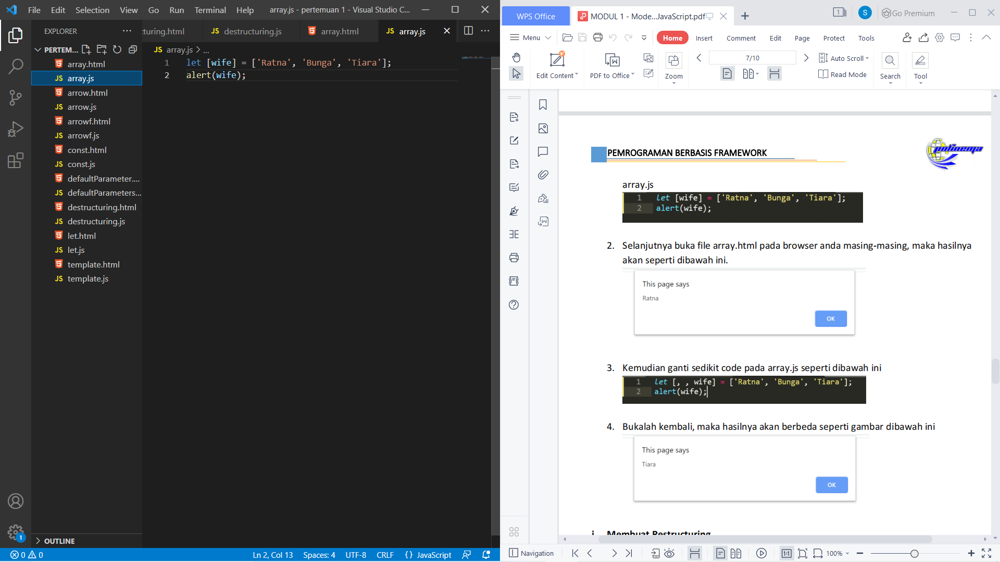 File Edit Selection View Go Run Terminal Help array.js - pertemuan 1 - Visual Studio C...
EXPLORER
turing.html
destructuring.js
array.html
array.js
PERTEM...
array.js > ...
array.html
array.js
arrow.html
arrow.js
arrowf.html
arrowf.js
const.html
const.js
defaultParameter....
defaultParameters...
destructuring.html
destructuring.js
let.html
let.js
template.html
template.js
OUTLINE
1 let [wife] = ['Ratna', 'Bunga', 'Tiara'];
2 alert(wife);
1
0 0
Ln 2, Col 13 Spaces: 4 UTF-8 CRLF {} JavaScript
WPS Office
MODUL 1 - Mode...JavaScript.pdf
1
S
Go Premium
Menu
Home Insert Comment Edit Page Protect Tools
Edit Content
PDF to Office
Zoom
7/10
Auto Scroll
Read Mode
Search
Tool
PEMROGRAMAN BERBASIS FRAMEWORK
polinema
array.js
1 let [wife] = ['Ratna', 'Bunga', 'Tiara'];
2 alert(wife);
2. Selanjutnya buka file array.html pada browser anda masing-masing, maka hasilnya
akan seperti dibawah ini.
This page says
Ratna
OK
3. Kemudian ganti sedikit code pada array.js seperti dibawah ini
1 let [, , wife] = ['Ratna', 'Bunga', 'Tiara'];
2 alert(wife);
4. Bukalah kembali, maka hasilnya akan berbeda seperti gambar dibawah ini
This page says
Tiara
OK
i. Membuat Restructuring
Navigation
1:1
100%